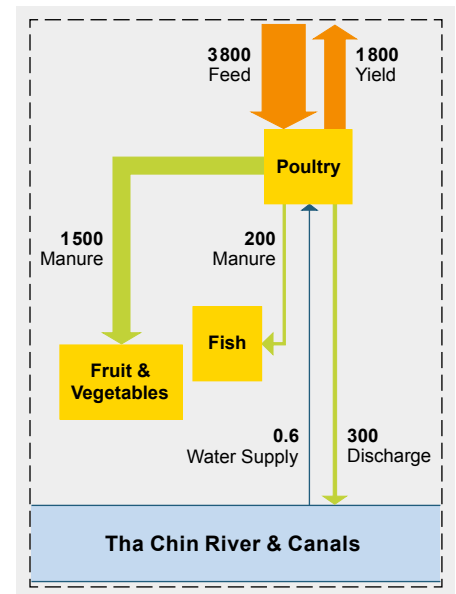 3800
Feed
1800
Yield
Poultry
1500
Manure
200
Manure
Fish
Fruit &
Vegetables
0.6
Water Supply
300
Discharge
Tha Chin River & Canals